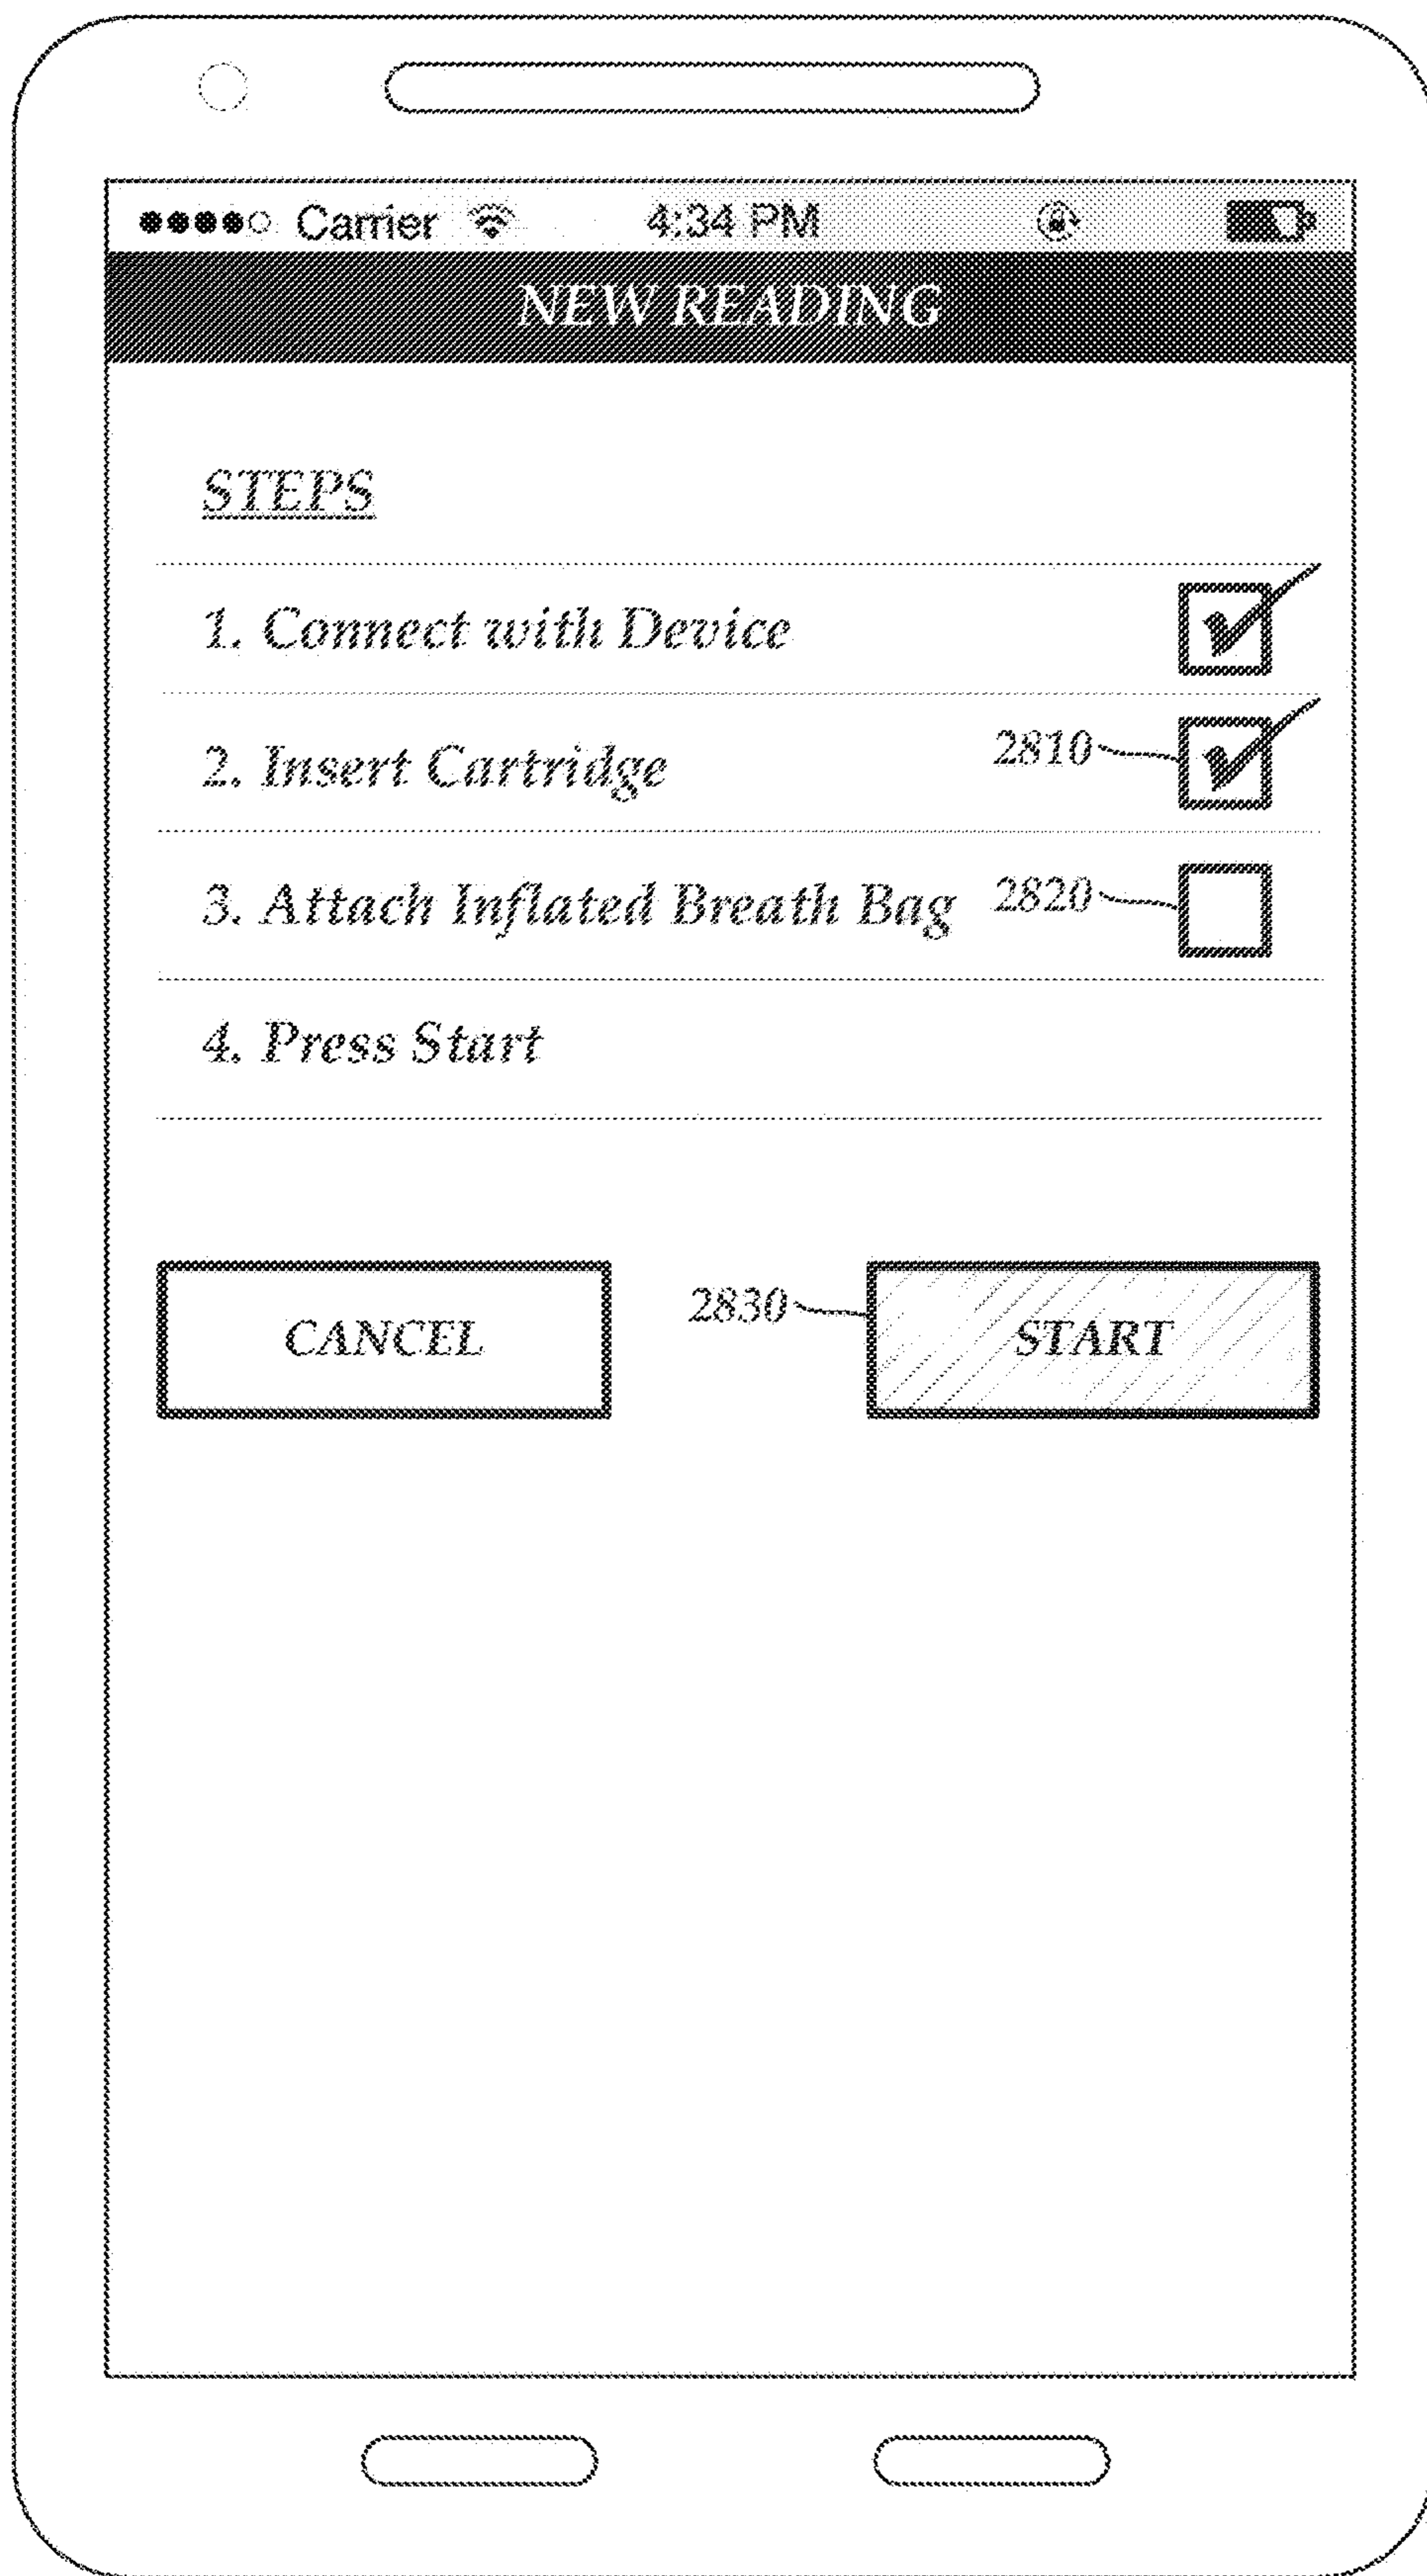 Carrier 4:34 PM
NEW READING
STEPS
1. Connect with Device
2. Insert Cartridge 2810
3. Attach Inflated Breath Bag 2820
4. Press Start
CANCEL 2830 START